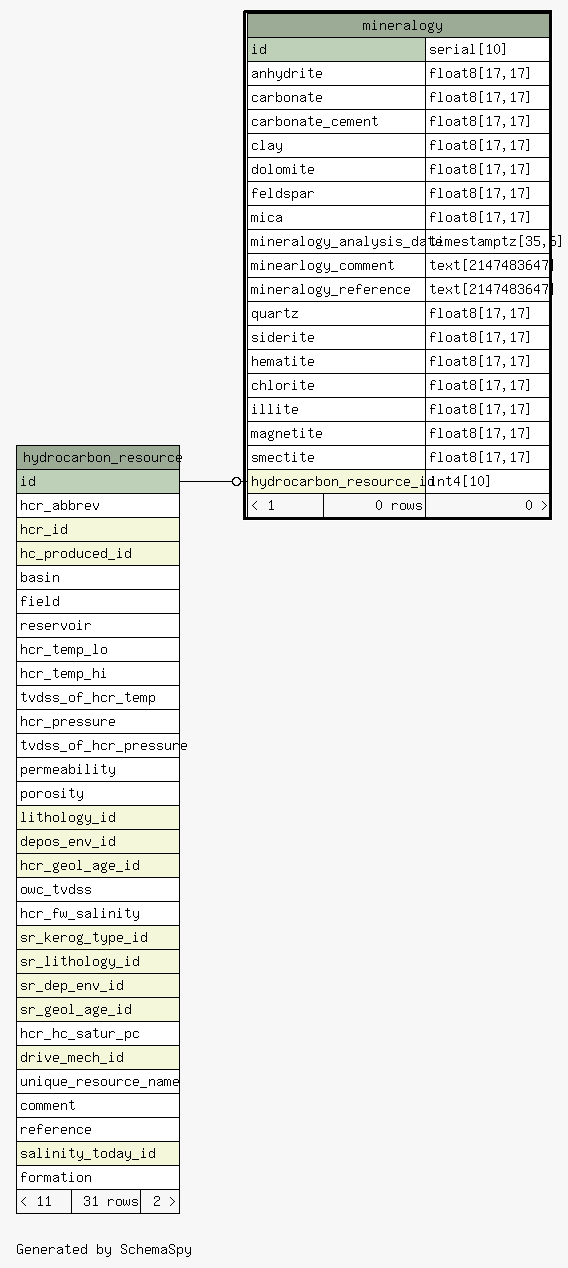 mineralogy
id serial[10]
anhydrite float8[17,17]
carbonate float8[17,17]
carbonate_cement float8[17,17]
clay float8[17,17]
dolomite float8[17,17]
feldspar float8[17,17]
mica float8[17,17]
mineralogy_analysis_date timestamptz[35,6]
minearlogy_comment text[2147483647]
mineralogy_reference text[2147483647]
quartz float8[17,17]
siderite float8[17,17]
hematite float8[17,17]
chlorite float8[17,17]
illite float8[17,17]
magnetite float8[17,17]
smectite float8[17,17]
hydrocarbon_resource_id int4[10]
< 1 0 rows 0 >
hydrocarbon_resource
id
hcr_abbrev
hcr_id
hc_produced_id
basin
field
reservoir
hcr_temp_lo
hcr_temp_hi
tvdss_of_hcr_temp
hcr_pressure
tvdss_of_hcr_pressure
permeability
porosity
lithology_id
depos_env_id
hcr_geol_age_id
owc_tvdss
hcr_fw_salinity
sr_kerog_type_id
sr_lithology_id
sr_dep_env_id
sr_geol_age_id
hcr_hc_satur_pc
drive_mech_id
unique_resource_name
comment
reference
salinity_today_id
formation
< 11 31 rows 2 >
Generated by SchemaSpy